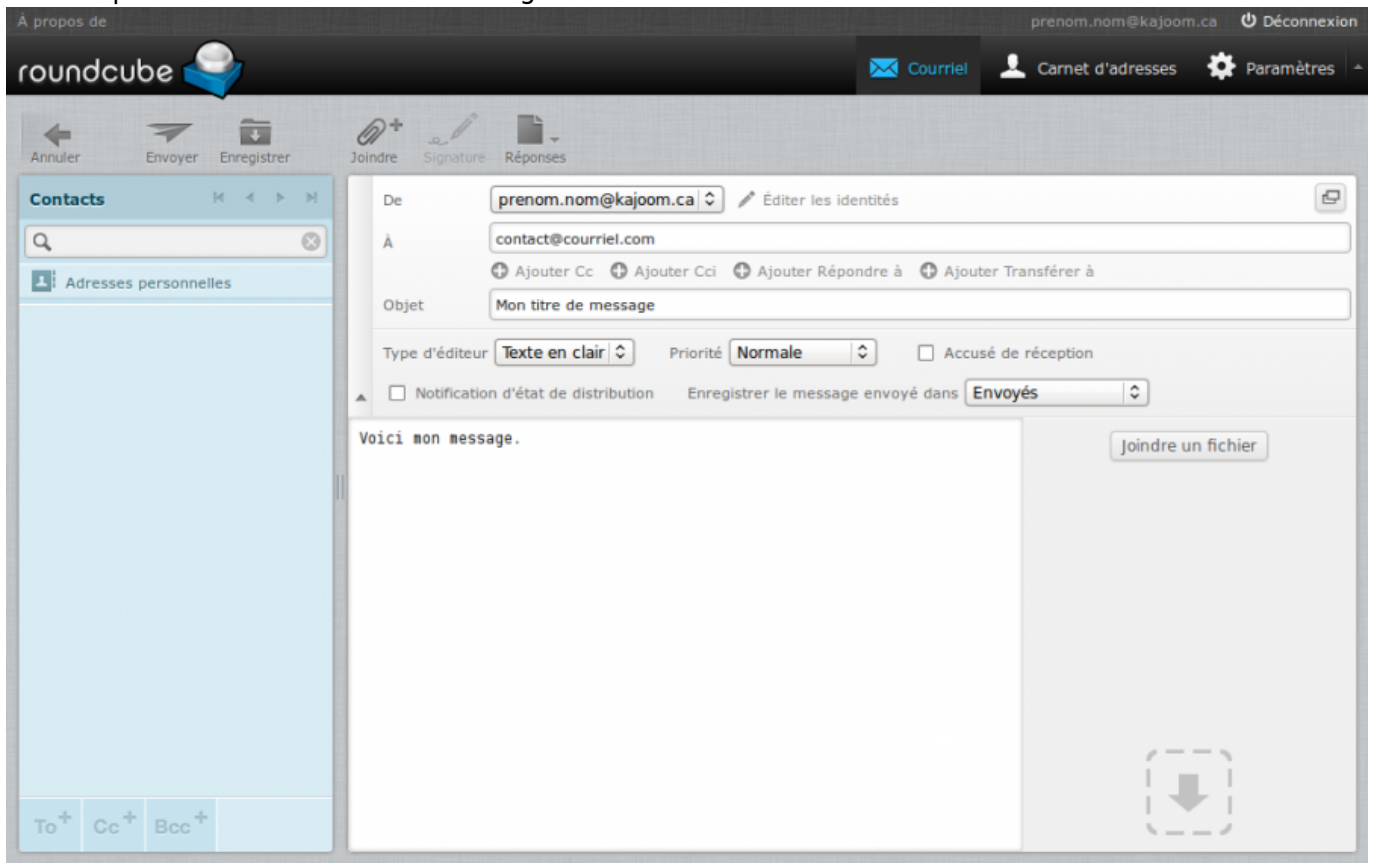 À propos de
prenom.nom@kajoom.ca Déconnexion
roundcube
Courriel Carnet d'adresses Paramètres
Annuler Envoyer Enregistrer Joindre Signature Réponses
Contacts
Adresses personnelles
To+ Cc+ Bcc+
De prenom.nom@kajoom.ca Éditer les identités
À contact@courriel.com
Ajouter Cc Ajouter Cci Ajouter Répondre à Ajouter Transférer à
Objet Mon titre de message
Type d'éditeur Texte en clair Priorité Normale Accusé de réception
Notification d'état de distribution Enregistrer le message envoyé dans Envoyés
Voici mon message.
Joindre un fichier